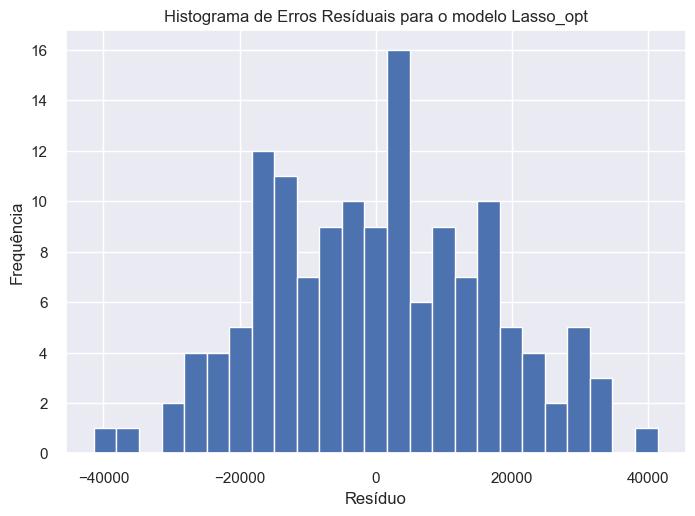 Histograma de Erros Resíduais para o modelo Lasso_opt
16
14
12
10
8
6
4
2
0
Frequência
−40000 −20000 0 20000 40000
Resíduo